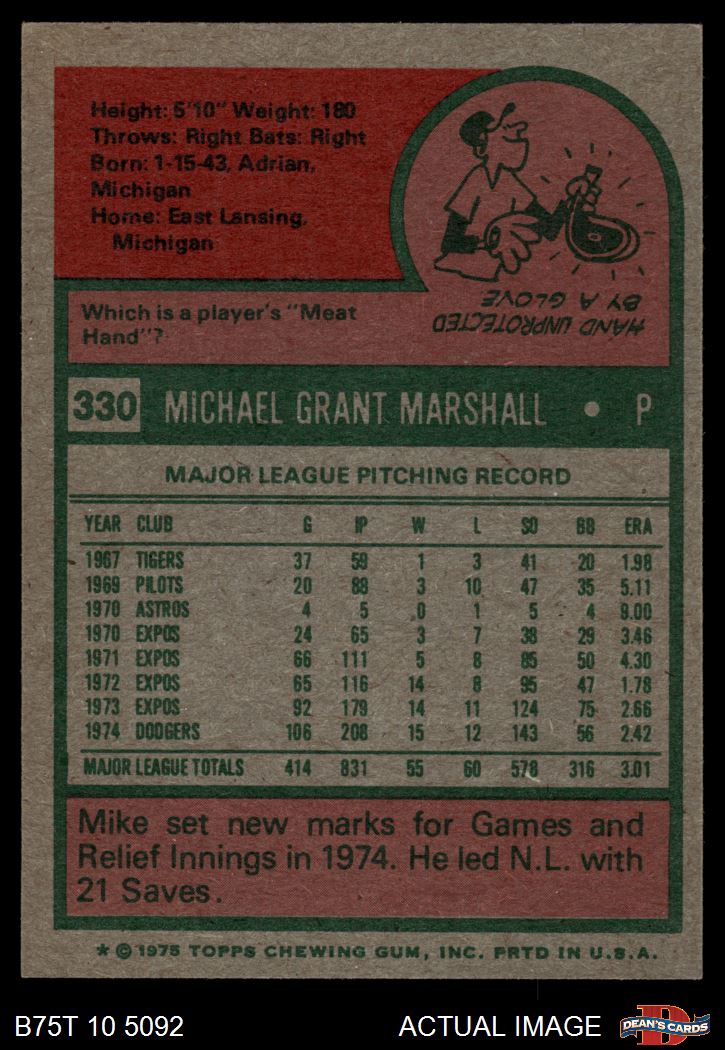 Height: 5'10" Weight: 180
Throws: Right Bats: Right
Born: 1-15-43, Adrian,
Michigan
Home: East Lansing,
Michigan
Which is a player's "Meat
Hand"?
HAND UNPROTECTED
BY A GLOVE
330 MICHAEL GRANT MARSHALL • P
MAJOR LEAGUE PITCHING RECORD
YEAR CLUB G IP W L SO BB ERA
1967 TIGERS 37 59 1 3 41 20 1.98
1969 PILOTS 20 88 3 10 47 35 5.11
1970 ASTROS 4 5 0 1 5 4 9.00
1970 EXPOS 24 65 3 7 38 29 3.46
1971 EXPOS 66 111 5 8 85 50 4.30
1972 EXPOS 65 116 14 8 95 47 1.78
1973 EXPOS 92 179 14 11 124 75 2.66
1974 DODGERS 106 208 15 12 143 56 2.42
MAJOR LEAGUE TOTALS 414 831 55 60 578 316 3.01
Mike set new marks for Games and
Relief Innings in 1974. He led N.L. with
21 Saves.
* © 1975 TOPPS CHEWING GUM, INC. PRTD IN U.S.A.
B75T 10 5092
ACTUAL IMAGE
D
DEAN'S CARDS